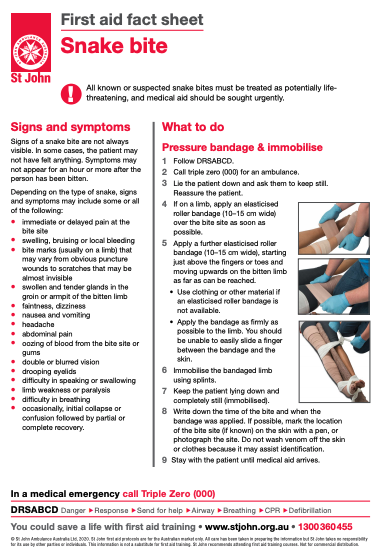 First aid fact sheet
Snake bite
St John
All known or suspected snake bites must be treated as potentially life-
threatening, and medical aid should be sought urgently.
Signs and symptoms
Signs of a snake bite are not always
visible. In some cases, the patient may
not have felt anything. Symptoms may
not appear for an hour or more after the
person has been bitten.
Depending on the type of snake, signs
and symptoms may include some or all
of the following:
• immediate or delayed pain at the
bite site
• swelling, bruising or local bleeding
• bite marks (usually on a limb) that
may vary from obvious puncture
wounds to scratches that may be
almost invisible
• swollen and tender glands in the
groin or armpit of the bitten limb
• faintness, dizziness
• nausea and vomiting
• headache
• abdominal pain
• oozing of blood from the bite site or
gums
• double or blurred vision
• drooping eyelids
• difficulty in speaking or swallowing
• limb weakness or paralysis
• difficulty in breathing
• occasionally, initial collapse or
confusion followed by partial or
complete recovery.
What to do
Pressure bandage & immobilise
1 Follow DRSABCD.
2 Call triple zero (000) for an ambulance.
3 Lie the patient down and ask them to keep still.
Reassure the patient.
4 If on a limb, apply an elasticised
roller bandage (10–15 cm wide)
over the bite site as soon as
possible.
5 Apply a further elasticised roller
bandage (10–15 cm wide), starting
just above the fingers or toes and
moving upwards on the bitten limb
as far as can be reached.
• Use clothing or other material if
an elasticised roller bandage is
not available.
• Apply the bandage as firmly as
possible to the limb. You should
be unable to easily slide a finger
between the bandage and the
skin.
6 Immobilise the bandaged limb
using splints.
7 Keep the patient lying down and
completely still (immobilised).
8 Write down the time of the bite and when the
bandage was applied. If possible, mark the location
of the bite site (if known) on the skin with a pen, or
photograph the site. Do not wash venom off the skin
or clothes because it may assist identification.
9 Stay with the patient until medical aid arrives.
In a medical emergency call Triple Zero (000)
DRSABCD Danger ►Response ►Send for help ►Airway ►Breathing ►CPR ►Defibrillation
You could save a life with first aid training • www.stjohn.org.au • 1300360455
© St John Ambulance Australia Ltd, 2020. St John first aid protocols are for the Australian market only. All care has been taken in preparing the information but St John takes no responsibility
for its use by other parties or individuals. This information is not a substitute for first aid training. St John recommends attending first aid training courses. Not for commercial distribution.